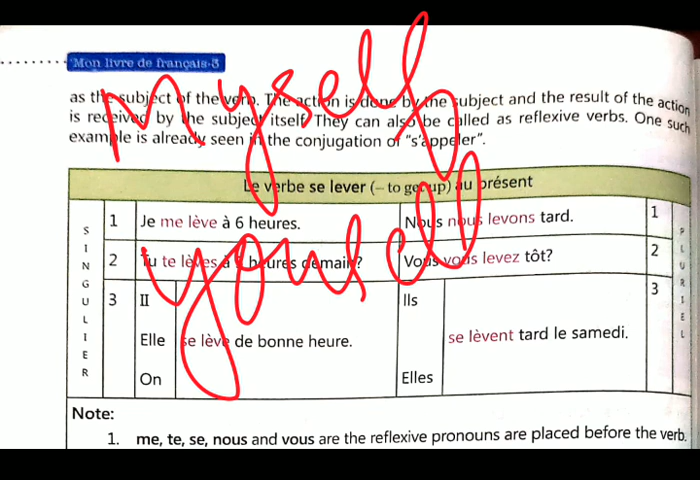 Mon livre de français-3
as the subject of the verb. The action is done by the subject and the result of the action
is received by the subject itself. They can also be called as reflexive verbs. One such
example is already seen in the conjugation of “s'appeler”.
myself
Le verbe se lever (– to get up) au présent
SINGULIER
1 Je me lève à 6 heures. Nous nous levons tard. 1
2 Tu te lèves à heures demain? Vous vous levez tôt? 2
yourself
3 Il Ils 3
Elle se lève de bonne heure. se lèvent tard le samedi.
On Elles
PLURIEL
Note:
1. me, te, se, nous and vous are the reflexive pronouns are placed before the verb.